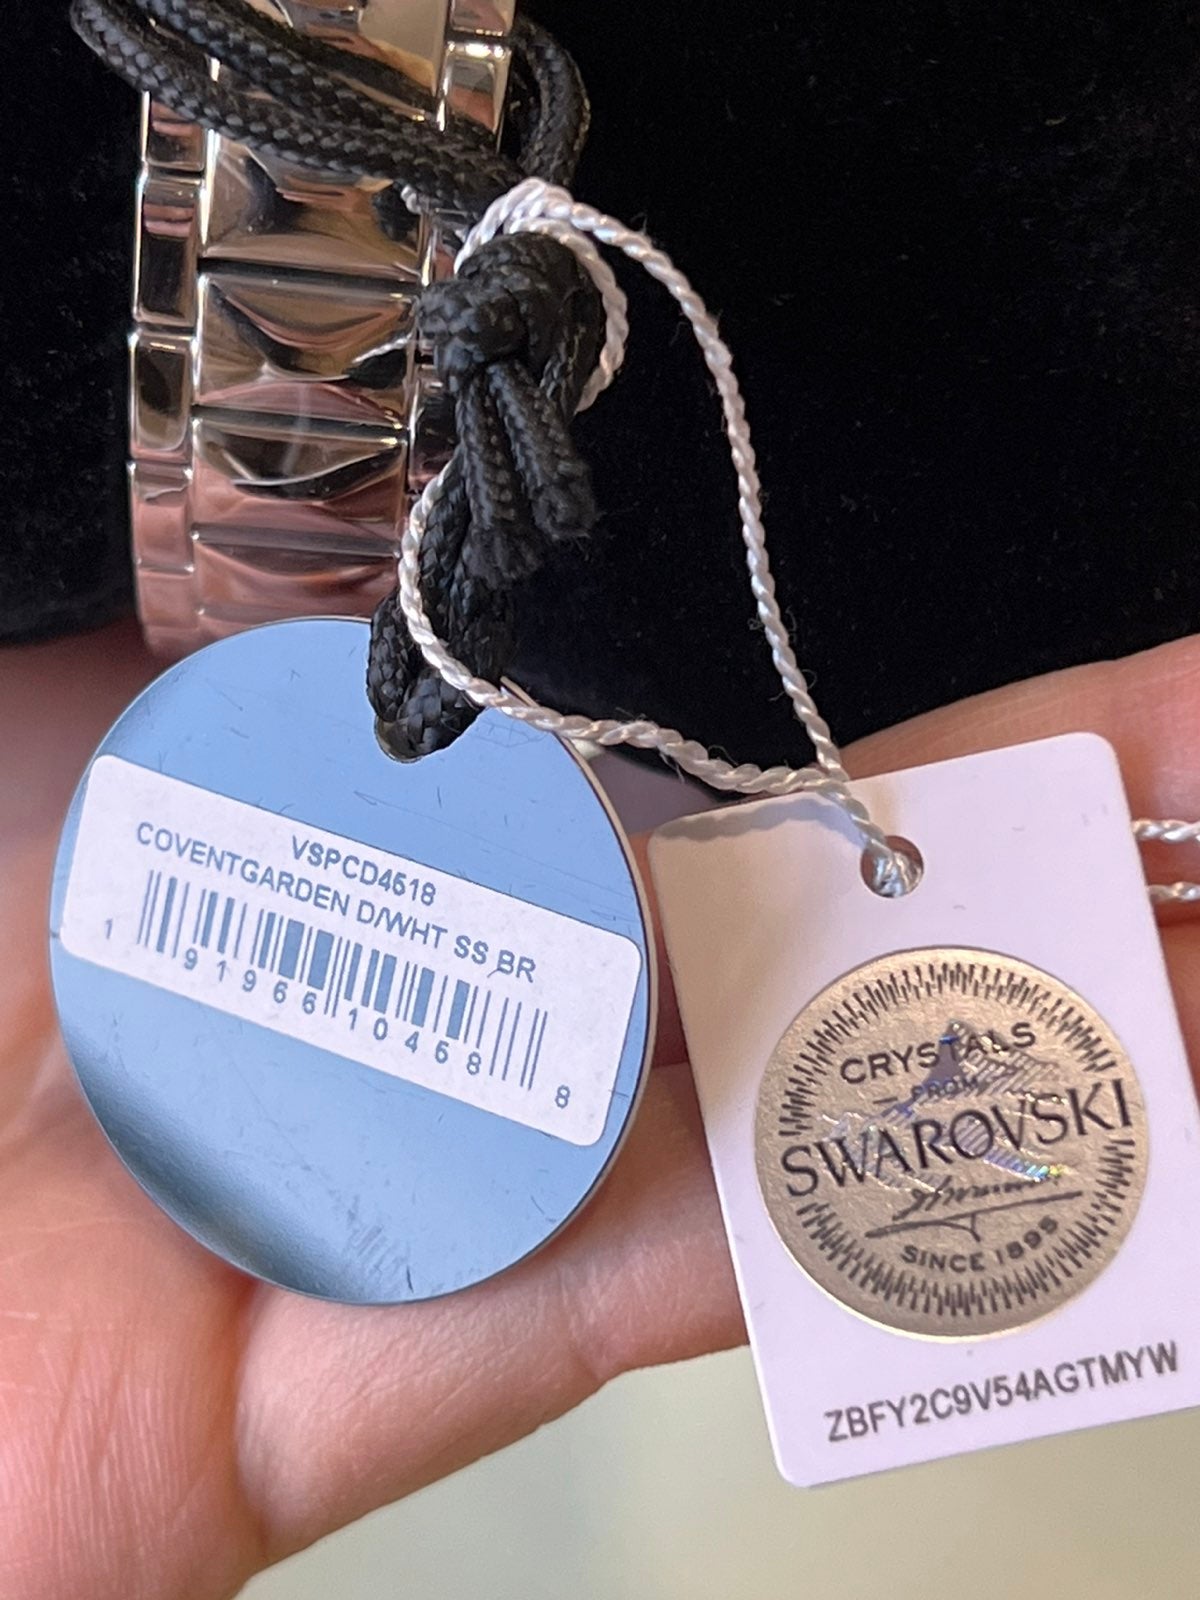 VSPCD4518
COVENTGARDEN D/WHT SS BR
1 91966 10468 8
CRYSTALS
FROM
SWAROVSKI
SINCE 1895
ZBFY2C9V54AGTMYW